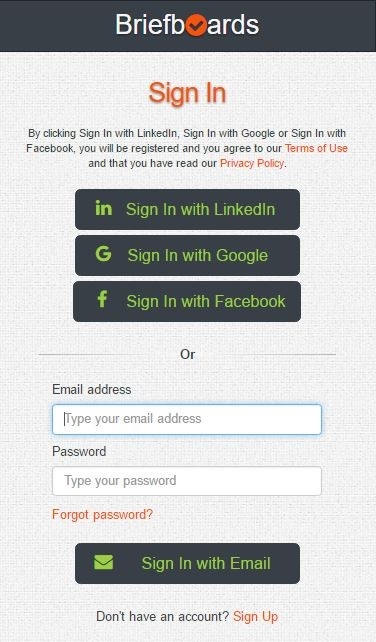 Briefboards
Sign In
By clicking Sign In with LinkedIn, Sign In with Google or Sign In with
Facebook, you will be registered and you agree to our Terms of Use
and that you have read our Privacy Policy.
in Sign In with LinkedIn
G Sign In with Google
f Sign In with Facebook
Or
Email address
Type your email address
Password
Type your password
Forgot password?
Sign In with Email
Don't have an account? Sign Up